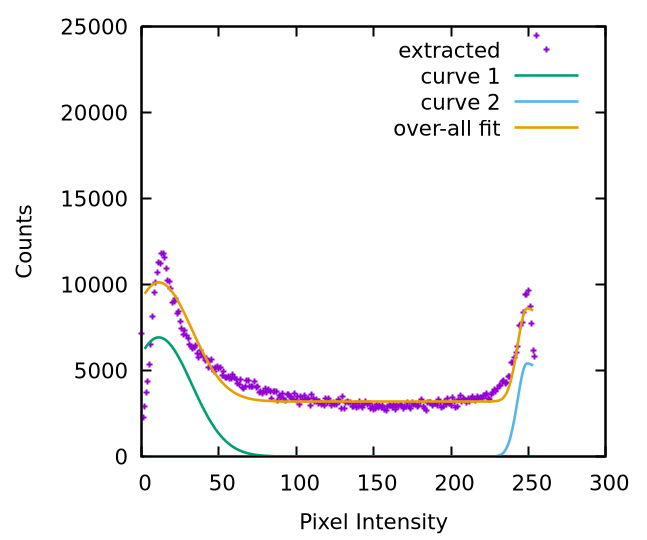 25000
20000
15000
10000
5000
0
Counts
extracted
curve 1
curve 2
over-all fit
0 50 100 150 200 250 300
Pixel Intensity